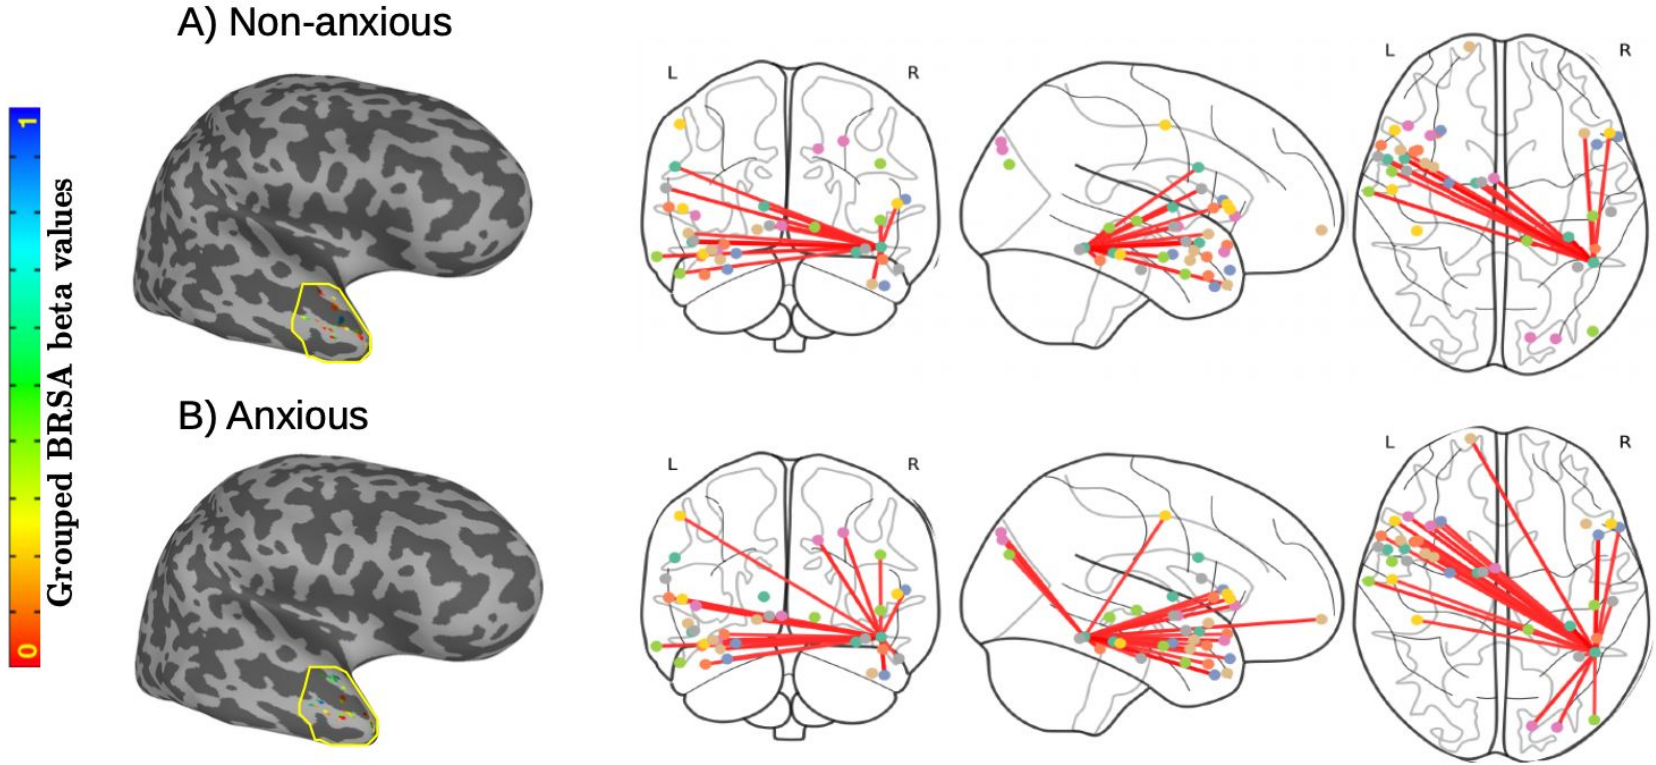 A) Non-anxious
L R L R
1
Grouped BRSA beta values
0
B) Anxious
L R L R